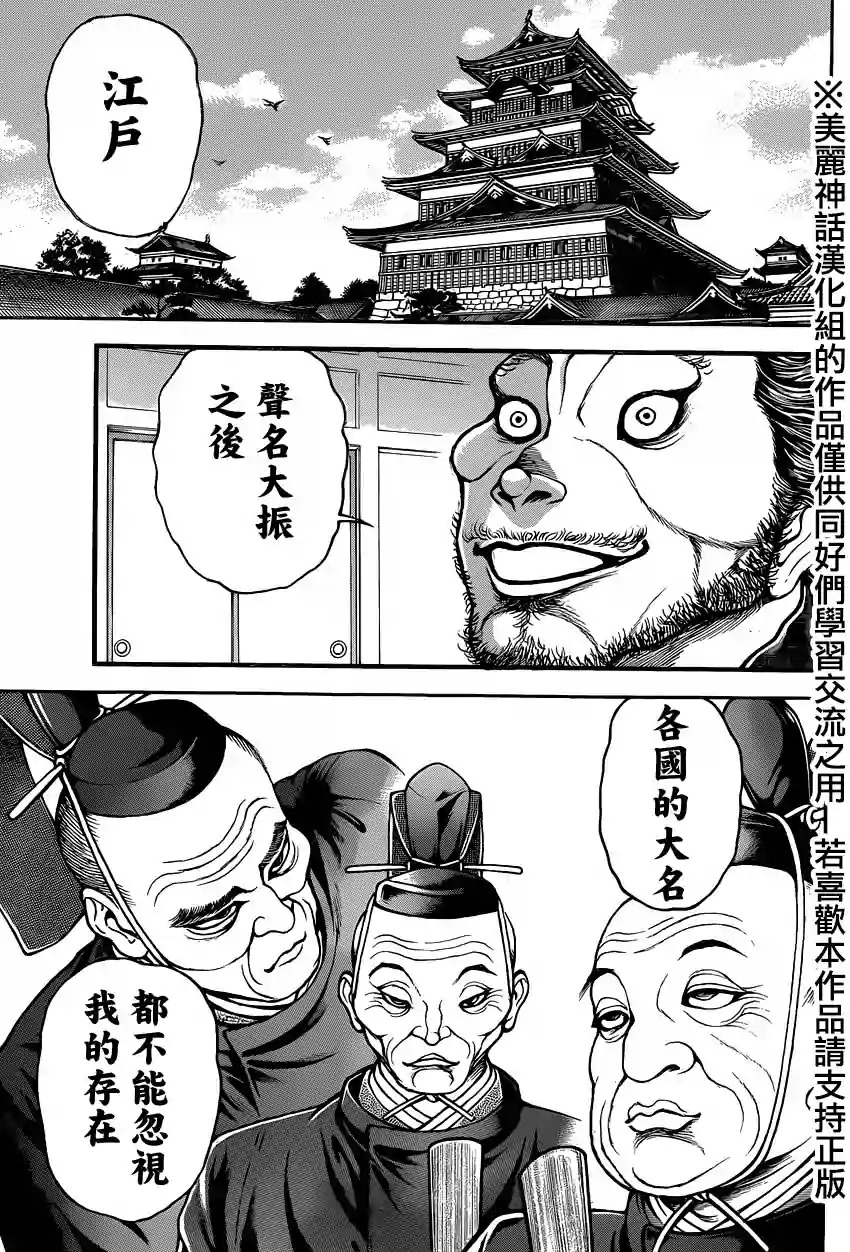 江戶
聲名大振
之後
各國的大名
都不能忽視
我的存在
※美麗神話漢化組的作品僅供同好們學習交流之用－若喜歡本作品請支持正版